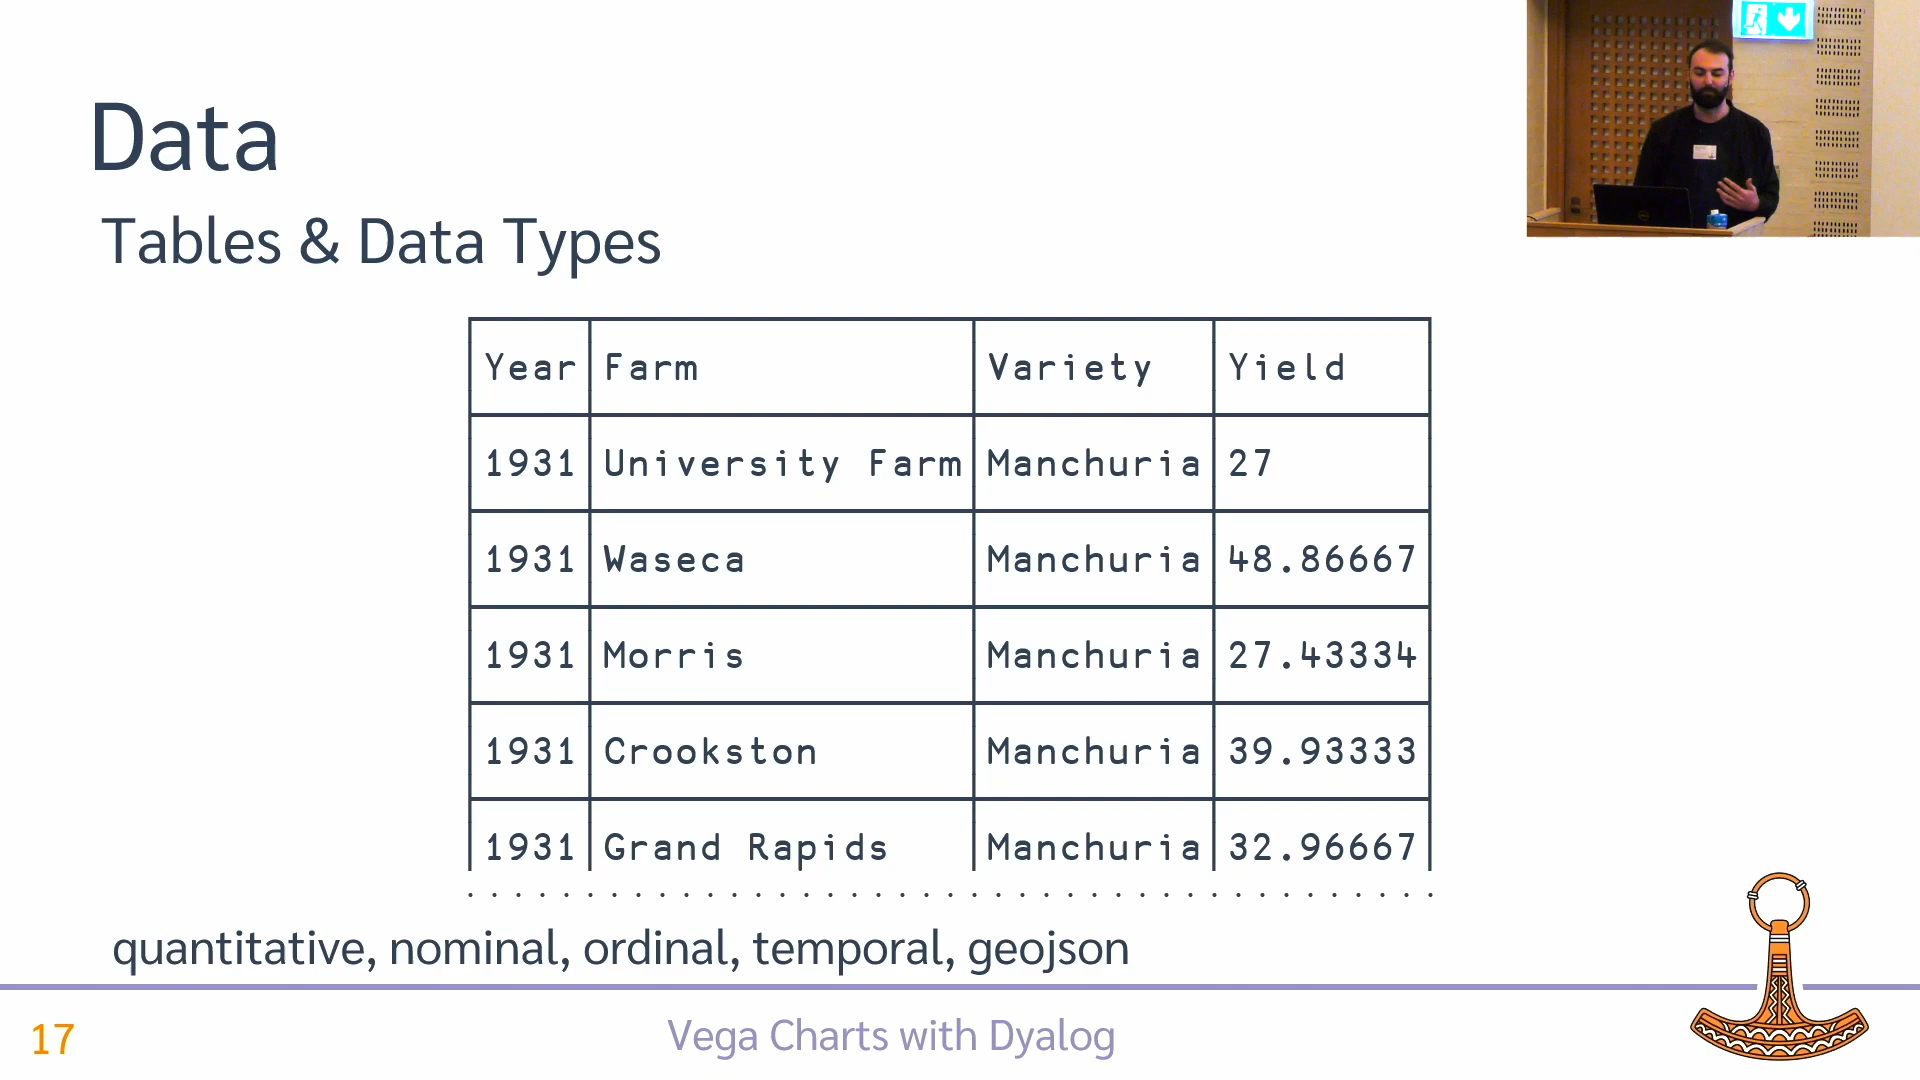 Data
Tables & Data Types
Year Farm Variety Yield
1931 University Farm Manchuria 27
1931 Waseca Manchuria 48.86667
1931 Morris Manchuria 27.43334
1931 Crookston Manchuria 39.93333
1931 Grand Rapids Manchuria 32.96667
quantitative, nominal, ordinal, temporal, geojson
17
Vega Charts with Dyalog